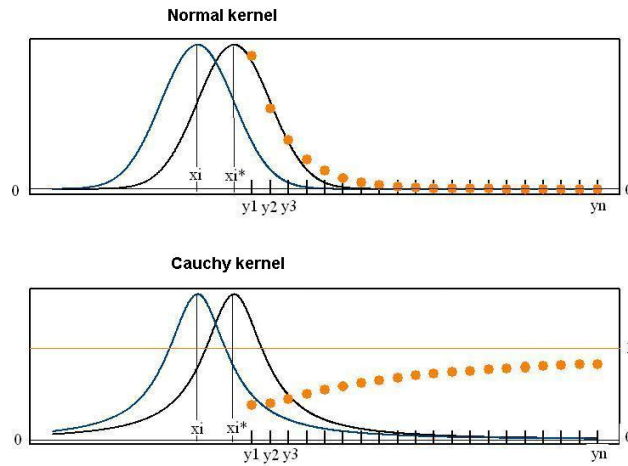 Normal kernel
xi xi*
0
y1 y2 y3 yn
Cauchy kernel
xi xi*
0
y1 y2 y3 yn